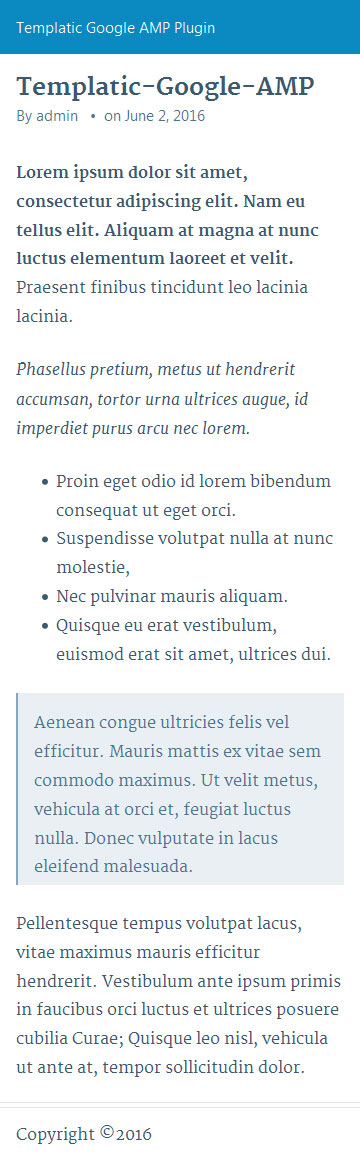 Templatic Google AMP Plugin
Templatic-Google-AMP
By admin • on June 2, 2016
Lorem ipsum dolor sit amet,
consectetur adipiscing elit. Nam eu
tellus elit. Aliquam at magna at nunc
luctus elementum laoreet et velit.
Praesent finibus tincidunt leo lacinia
lacinia.
Phasellus pretium, metus ut hendrerit
accumsan, tortor urna ultrices augue, id
imperdiet purus arcu nec lorem.
• Proin eget odio id lorem bibendum
consequat ut eget orci.
• Suspendisse volutpat nulla at nunc
molestie,
• Nec pulvinar mauris aliquam.
• Quisque eu erat vestibulum,
euismod erat sit amet, ultrices dui.
Aenean congue ultricies felis vel
efficitur. Mauris mattis ex vitae sem
commodo maximus. Ut velit metus,
vehicula at orci et, feugiat luctus
nulla. Donec vulputate in lacus
eleifend malesuada.
Pellentesque tempus volutpat lacus,
vitae maximus mauris efficitur
hendrerit. Vestibulum ante ipsum primis
in faucibus orci luctus et ultrices posuere
cubilia Curae; Quisque leo nisl, vehicula
ut ante at, tempor sollicitudin dolor.
Copyright ©2016